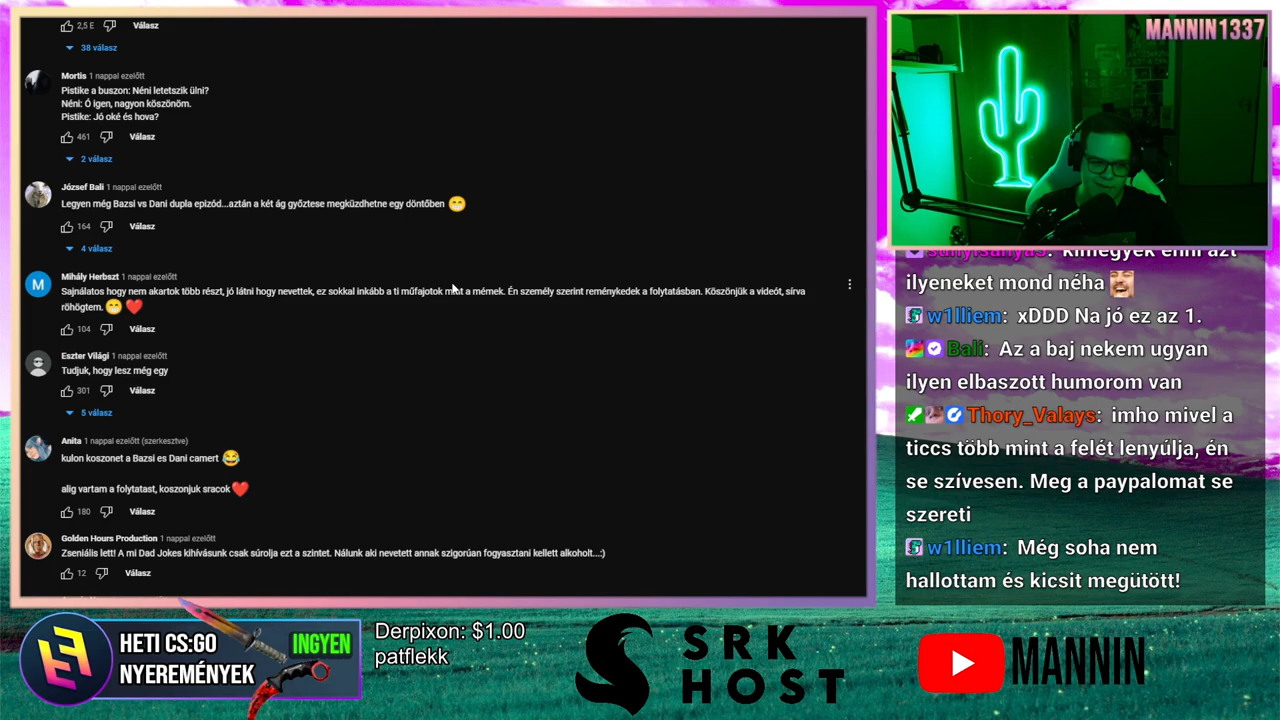 2,5 E Válasz
38 válasz
Mortis 1 nappal ezelőtt
Pistike a buszon: Néni letetszik ülni?
Néni: Ó igen, nagyon köszönöm.
Pistike: Jó oké és hova?
461 Válasz
2 válasz
József Bali 1 nappal ezelőtt
Legyen még Bazsi vs Dani dupla epizód...aztán a két ág győztese megküzdhetne egy döntőben 😁
164 Válasz
4 válasz
M
Mihály Herbszt 1 nappal ezelőtt
Sajnálatos hogy nem akartok több részt, jó látni hogy nevettek, ez sokkal inkább a ti műfajotok mint a mémek. Én személy szerint reménykedek a folytatásban. Köszönjük a videót, sírva
röhögtem. 😁 ❤️
104 Válasz
Eszter Világi 1 nappal ezelőtt
Tudjuk, hogy lesz még egy
301 Válasz
5 válasz
Anita 1 nappal ezelőtt (szerkesztve)
kulon koszonet a Bazsi es Dani camert 😂
alig vartam a folytatast, koszonjuk sracok❤️
180 Válasz
Golden Hours Production 1 nappal ezelőtt
Zseniális lett! A mi Dad Jokes kihívásunk csak súrolja ezt a szintet. Nálunk aki nevetett annak szigorúan fogyasztani kellett alkoholt...:)
12 Válasz
MANNIN1337
kimegyek enni azt
ilyeneket mond néha
w1lliem: xDDD Na jó ez az 1.
Bali: Az a baj nekem ugyan
ilyen elbaszott humorom van
Thory_Valays: imho mivel a
ticcs több mint a felét lenyúlja, én
se szívesen. Meg a paypalomat se
szereti
w1lliem: Még soha nem
hallottam és kicsit megütött!
HETI CS:GO
NYEREMÉNYEK
INGYEN
Derpixon: $1.00
patflekk
SRK
HOST
MANNIN